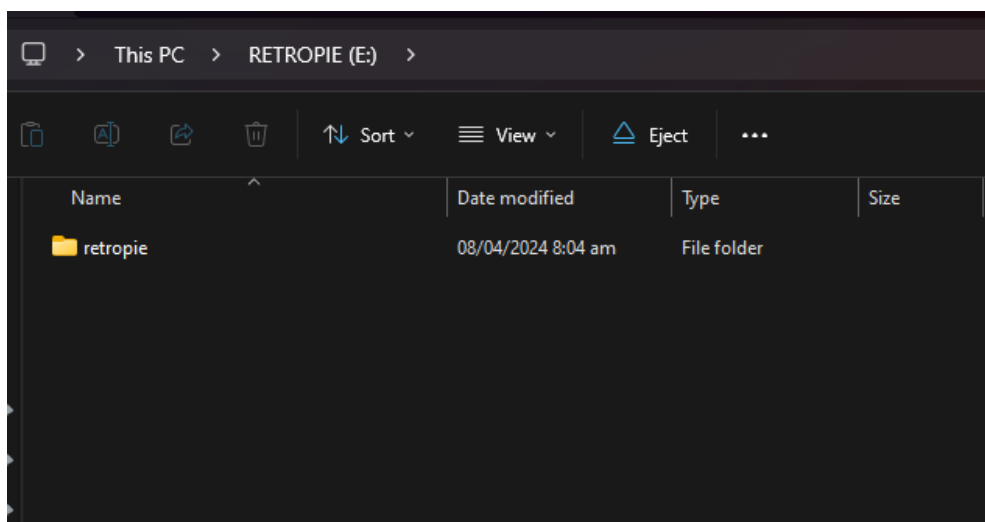 This PC > RETROPIE (E:) >
Sort View Eject
Name Date modified Type Size
retropie 08/04/2024 8:04 am File folder